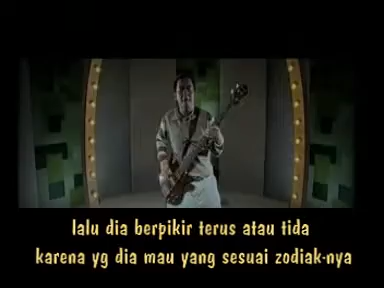 lalu dia berpikir terus atau tida
karena yg dia mau yang sesuai zodiak-nya